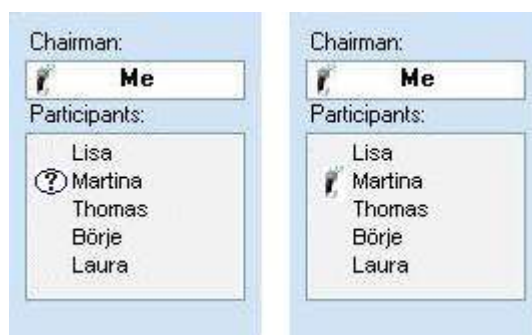 Chairman:
Me
Participants:
Lisa
? Martina
Thomas
Börje
Laura
Chairman:
Me
Participants:
Lisa
Martina
Thomas
Börje
Laura